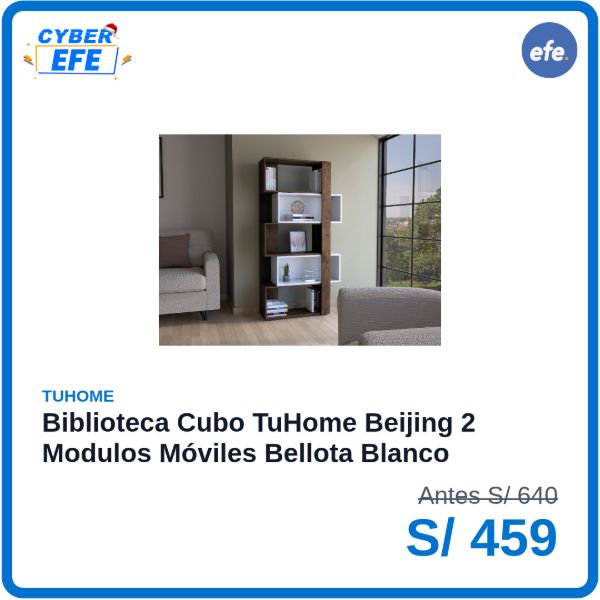 CYBER
EFE
efe.
TUHOME
Biblioteca Cubo TuHome Beijing 2
Modulos Móviles Bellota Blanco
Antes S/ 640
S/ 459